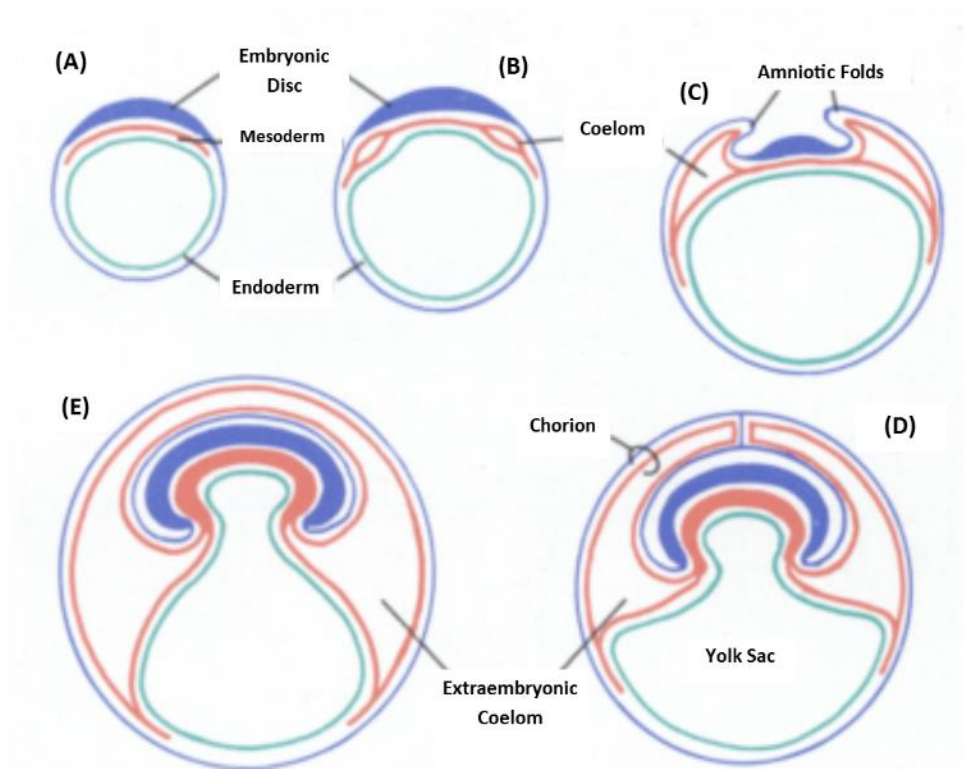 (A)
Embryonic
Disc
(B)
Amniotic Folds
(C)
Mesoderm
Coelom
Endoderm
(E)
Chorion
(D)
Yolk Sac
Extraembryonic
Coelom